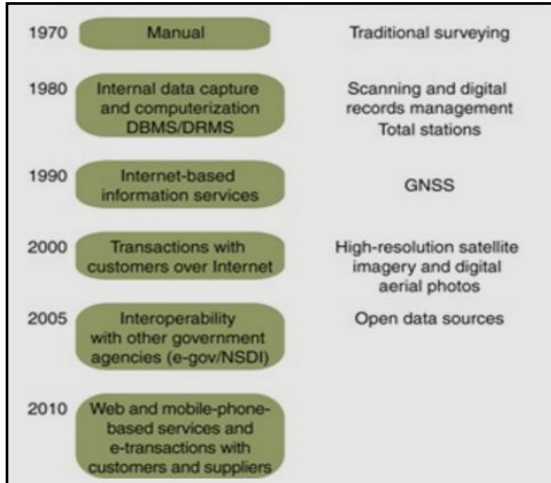 1970 Manual Traditional surveying
1980 Internal data capture Scanning and digital
and computerization records management
DBMS/DRMS Total stations
1990 Internet-based GNSS
information services
2000 Transactions with High-resolution satellite
customers over Internet imagery and digital
aerial photos
2005 Interoperability Open data sources
with other government
agencies (e-gov/NSDI)
2010 Web and mobile-phone-
based services and
e-transactions with
customers and suppliers